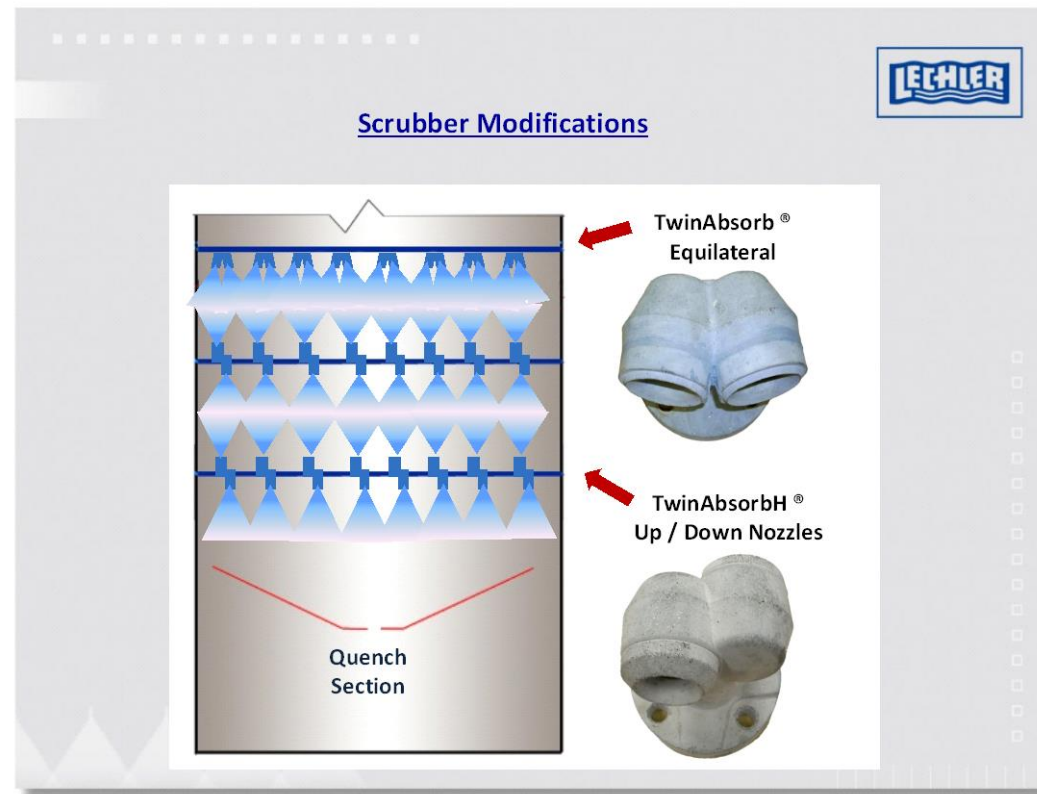 LECHLER
Scrubber Modifications
TwinAbsorb ®
Equilateral
TwinAbsorbH ®
Up / Down Nozzles
Quench
Section